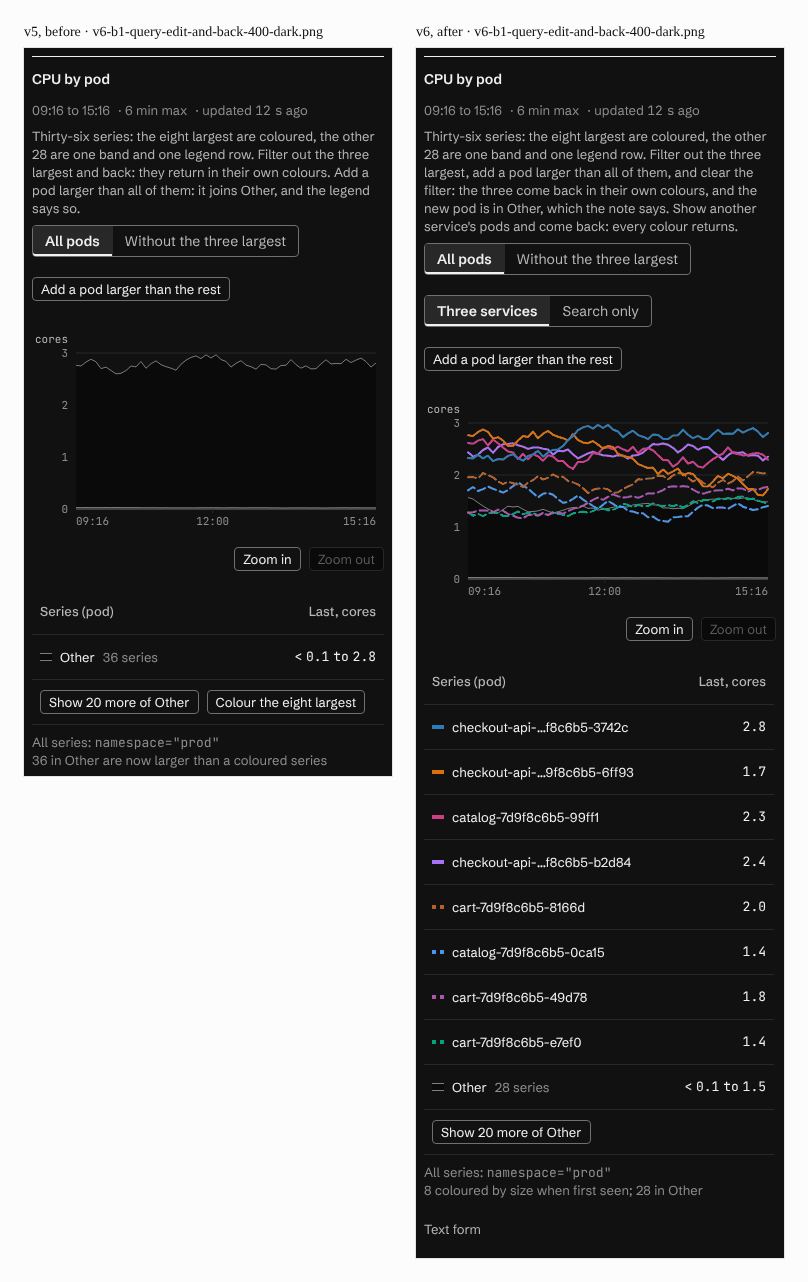 v5, before · v6-b1-query-edit-and-back-400-dark.png
CPU by pod
09:16 to 15:16 · 6 min max · updated 12 s ago
Thirty-six series: the eight largest are coloured, the other
28 are one band and one legend row. Filter out the three
largest and back: they return in their own colours. Add a
pod larger than all of them: it joins Other, and the legend
says so.
All pods
Without the three largest
Add a pod larger than the rest
cores
3
2
1
0
09:16
12:00
15:16
Zoom in
Zoom out
Series (pod)
Last, cores
Other 36 series
< 0.1 to 2.8
Show 20 more of Other
Colour the eight largest
All series: namespace="prod"
36 in Other are now larger than a coloured series
v6, after · v6-b1-query-edit-and-back-400-dark.png
CPU by pod
09:16 to 15:16 · 6 min max · updated 12 s ago
Thirty-six series: the eight largest are coloured, the other
28 are one band and one legend row. Filter out the three
largest, add a pod larger than all of them, and clear the
filter: the three come back in their own colours, and the
new pod is in Other, which the note says. Show another
service's pods and come back: every colour returns.
All pods
Without the three largest
Three services
Search only
Add a pod larger than the rest
cores
3
2
1
0
09:16
12:00
15:16
Zoom in
Zoom out
Series (pod)
Last, cores
checkout-api-…f8c6b5-3742c
2.8
checkout-api-…9f8c6b5-6ff93
1.7
catalog-7d9f8c6b5-99ff1
2.3
checkout-api-…f8c6b5-b2d84
2.4
cart-7d9f8c6b5-8166d
2.0
catalog-7d9f8c6b5-0ca15
1.4
cart-7d9f8c6b5-49d78
1.8
cart-7d9f8c6b5-e7ef0
1.4
Other 28 series
< 0.1 to 1.5
Show 20 more of Other
All series: namespace="prod"
8 coloured by size when first seen; 28 in Other
Text form